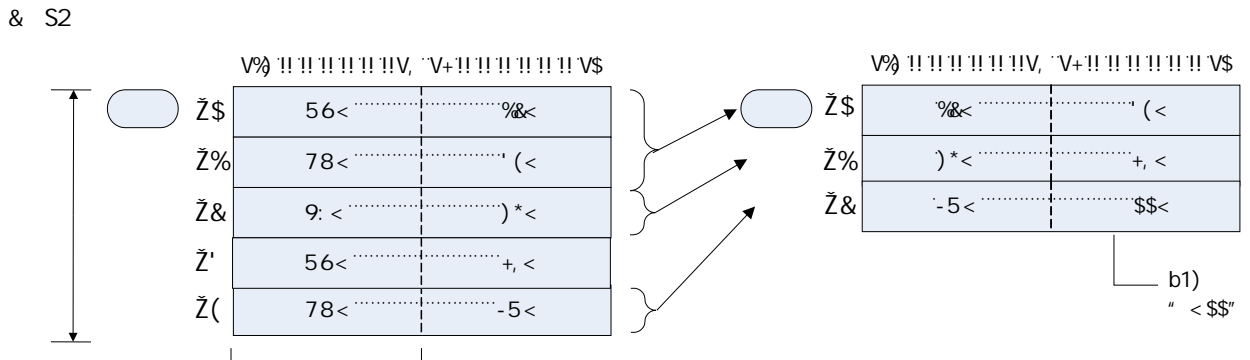 & S2
V%) !! !! !! !! !! !!V, V+!! !! !! !! !! !! V$
Ž$ 56< %&<
Ž% 78< ' (<
Ž& 9: < ) *<
Ž' 56< +, <
Ž( 78< -5<
V%) !! !! !! !! !! !!V, V+!! !! !! !! !! !! V$
Ž$ %&< ' (<
Ž% ) *< +, <
Ž& -5< $$<
b1)
“ < $$”